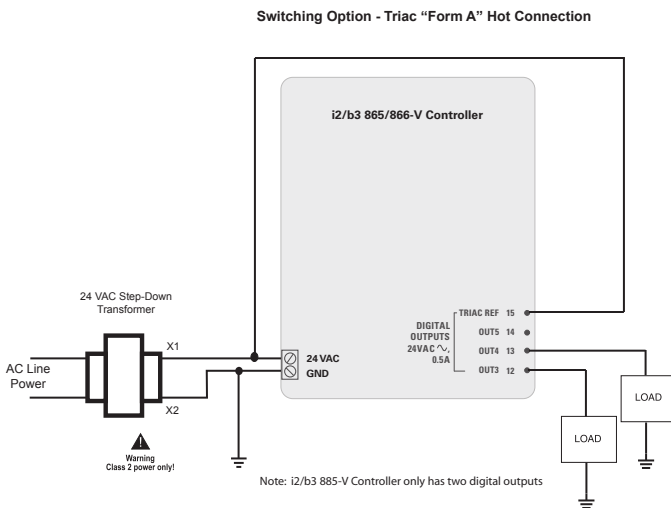 Switching Option - Triac “Form A” Hot Connection
i2/b3 865/866-V Controller
24 VAC Step-Down
Transformer
X1
AC Line
Power
X2
Warning
Class 2 power only!
24 VAC
GND
DIGITAL
OUTPUTS
24VAC ∿,
0.5A
TRIAC REF 15
OUT5 14
OUT4 13
OUT3 12
LOAD
LOAD
Note: i2/b3 885-V Controller only has two digital outputs